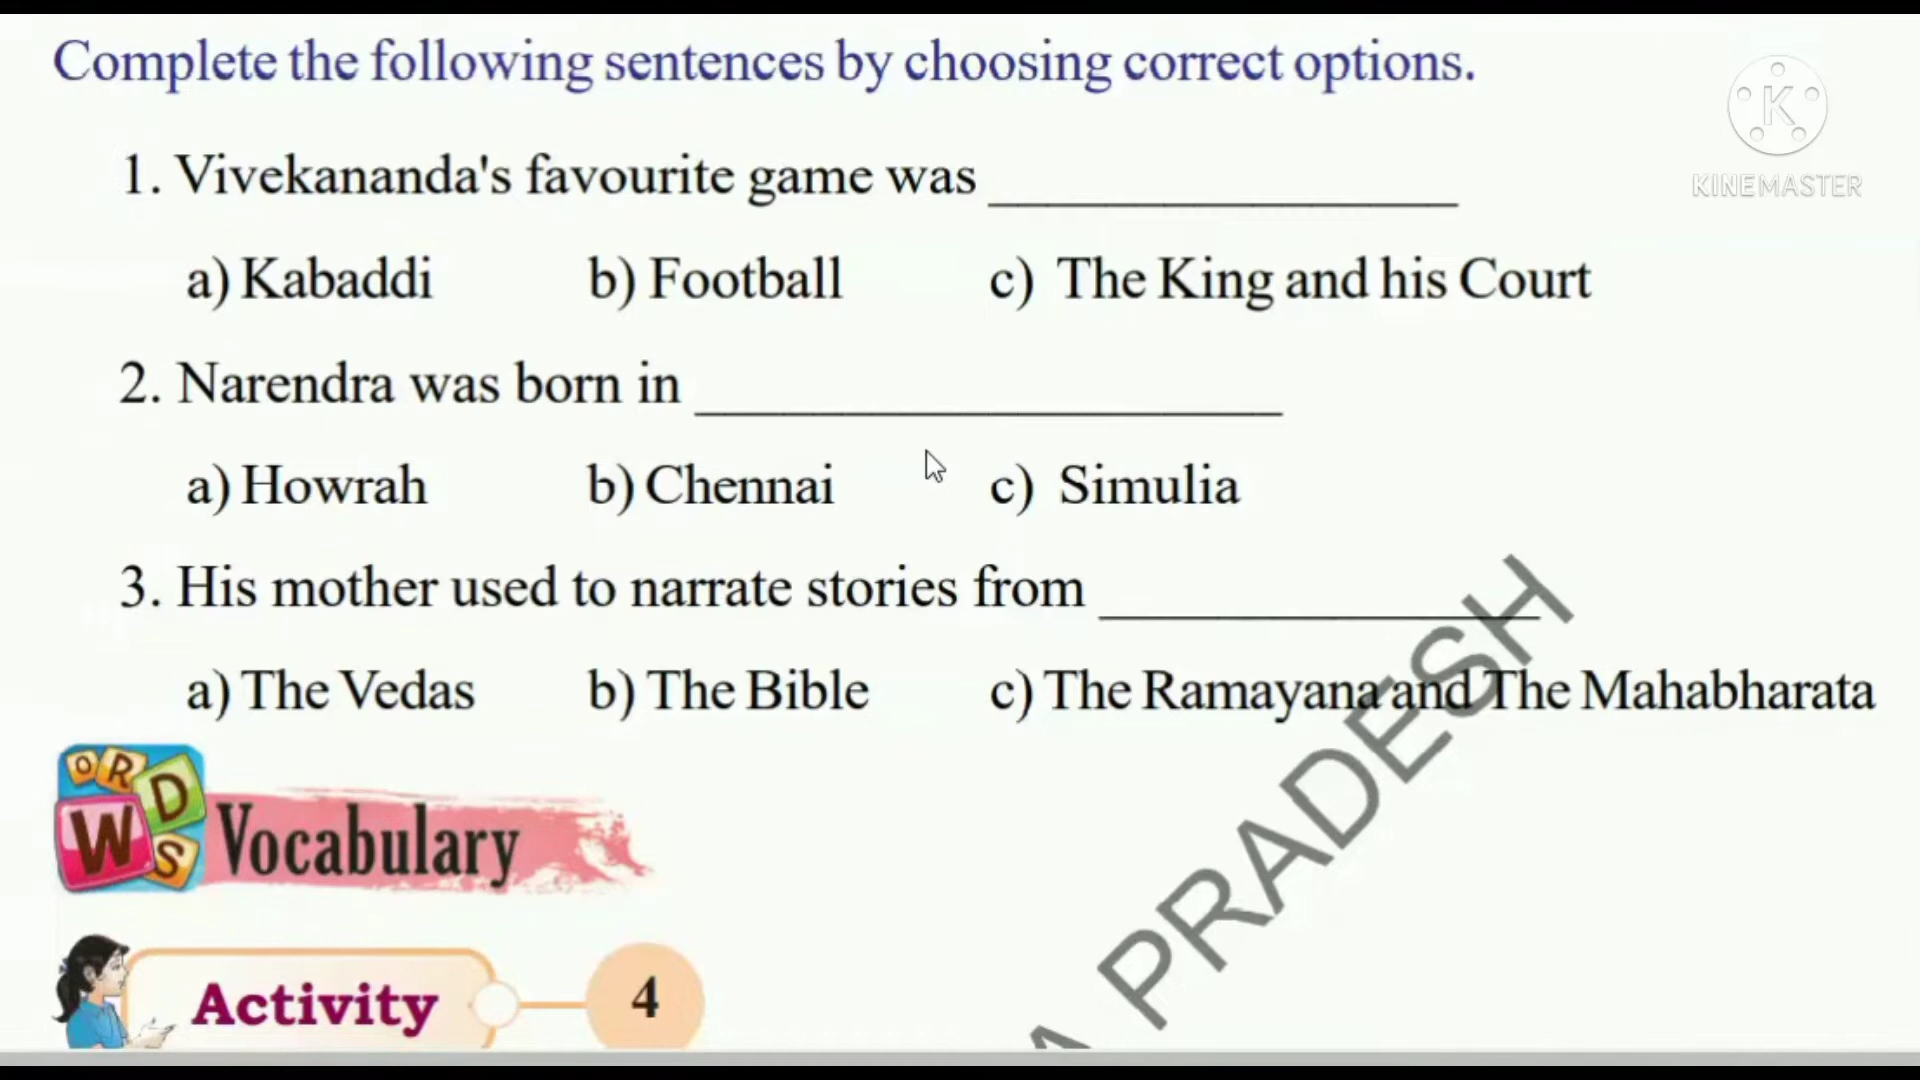 Complete the following sentences by choosing correct options.
K
KINEMASTER
1. Vivekananda's favourite game was ________________
a) Kabaddi b) Football c) The King and his Court
2. Narendra was born in ____________________
a) Howrah b) Chennai c) Simulia
3. His mother used to narrate stories from _______________
a) The Vedas b) The Bible c) The Ramayana and The Mahabharata
WORDS
Vocabulary
Activity 4
A PRADESH